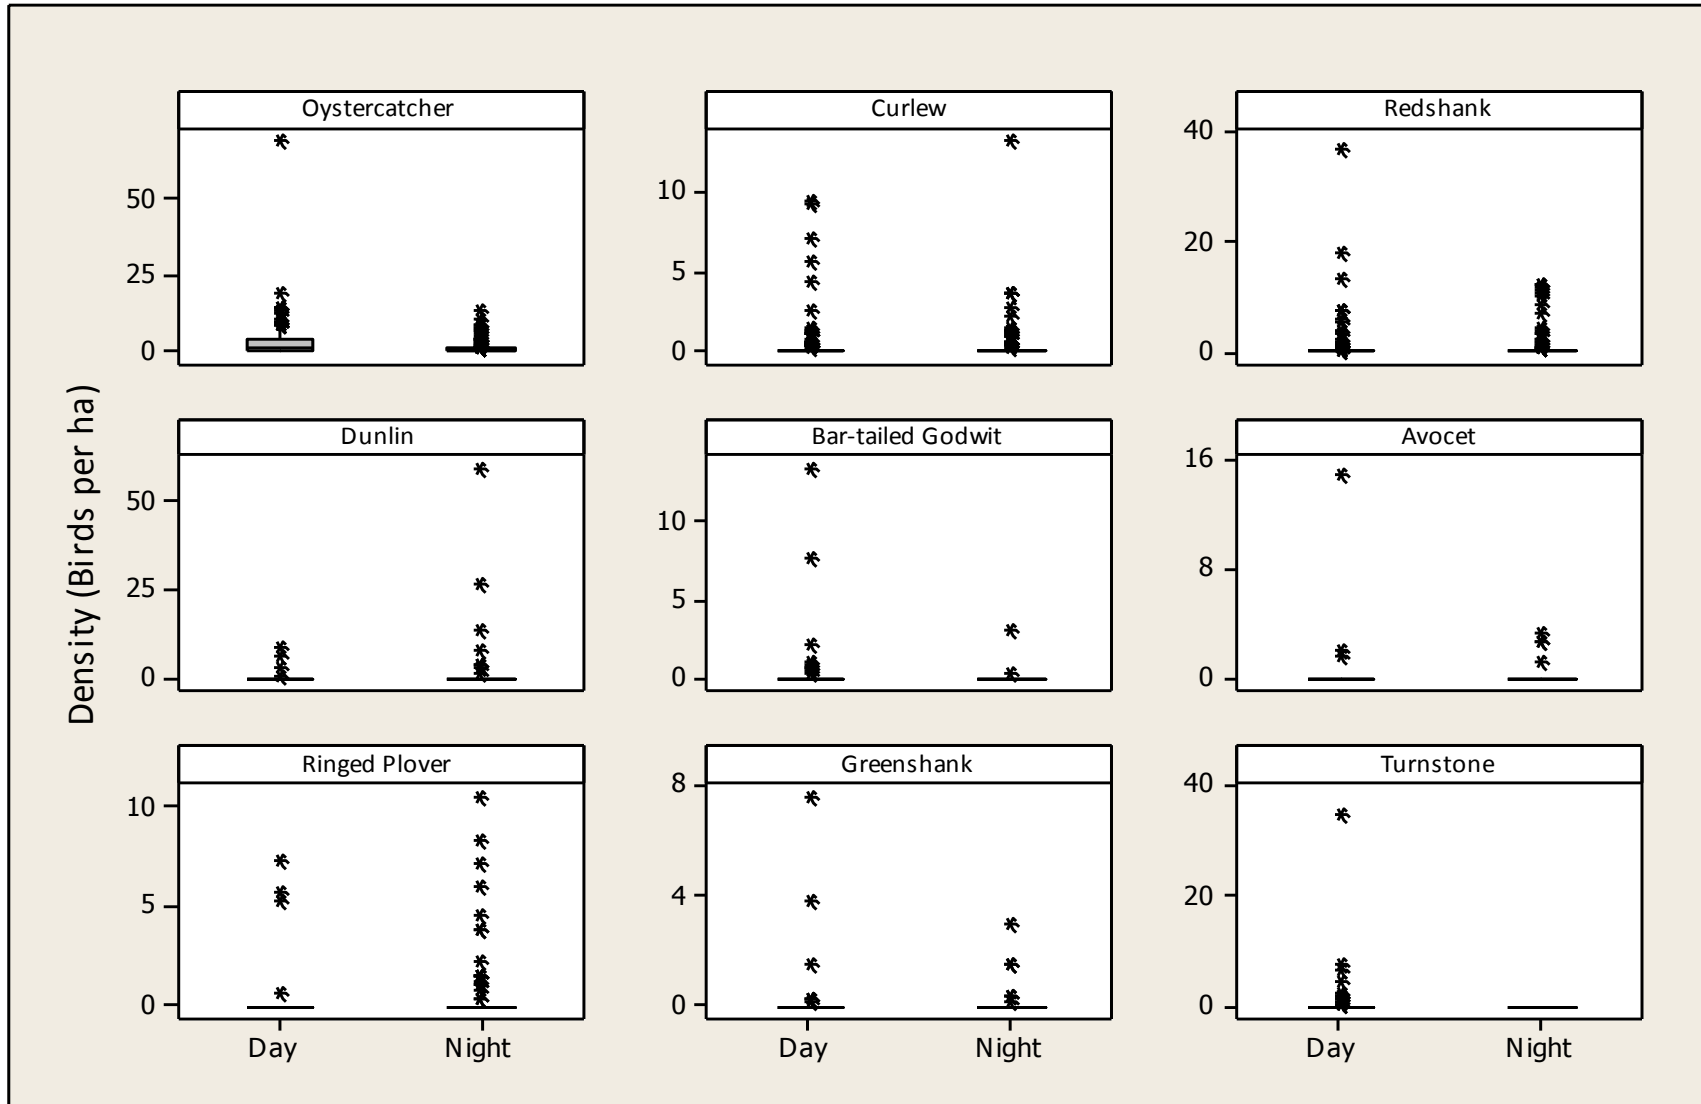 Density (Birds per ha)
Oystercatcher
50
25
0
Curlew
10
5
0
Redshank
40
20
0
Dunlin
50
25
0
Bar-tailed Godwit
10
5
0
Avocet
16
8
0
Ringed Plover
10
5
0
Greenshank
8
4
0
Turnstone
40
20
0
Day Night
Day Night
Day Night